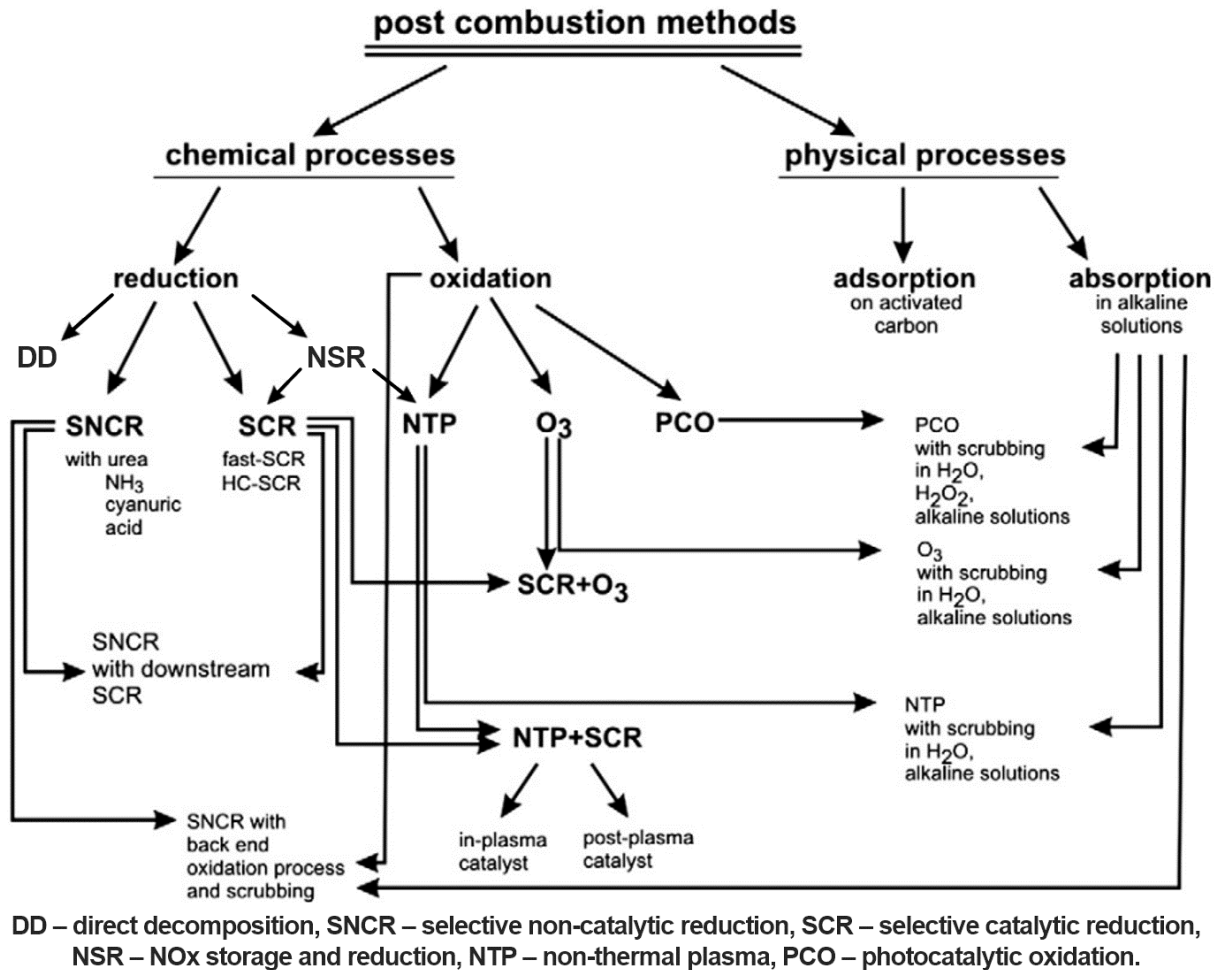 post combustion methods
chemical processes
physical processes
reduction
oxidation
adsorption
on activated
carbon
absorption
in alkaline
solutions
DD
NSR
SNCR
with urea
NH3
cyanuric
acid
SCR
fast-SCR
HC-SCR
NTP
O3
PCO
PCO
with scrubbing
in H2O,
H2O2,
alkaline solutions
O3
with scrubbing
in H2O,
alkaline solutions
SCR+O3
SNCR
with downstream
SCR
NTP
with scrubbing
in H2O,
alkaline solutions
NTP+SCR
in-plasma
catalyst
post-plasma
catalyst
SNCR with
back end
oxidation process
and scrubbing
DD – direct decomposition, SNCR – selective non-catalytic reduction, SCR – selective catalytic reduction,
NSR – NOx storage and reduction, NTP – non-thermal plasma, PCO – photocatalytic oxidation.